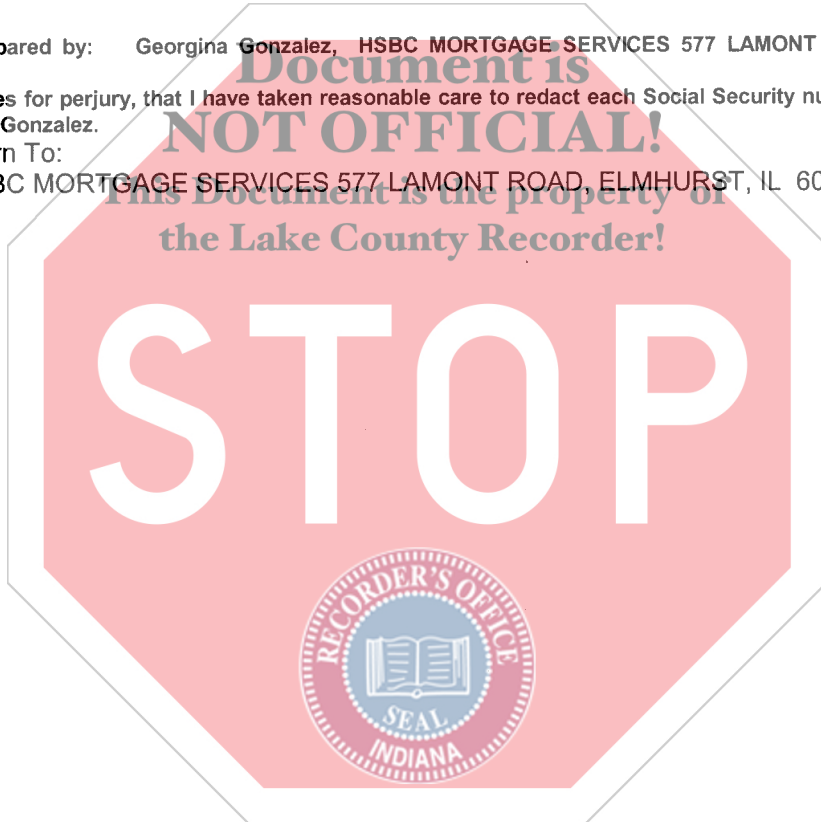 pared by: Georgina Gonzalez, HSBC MORTGAGE SERVICES 577 LAMONT
Document is
es for perjury, that I have taken reasonable care to redact each Social Security nu
Gonzalez.
NOT OFFICIAL!
n To:
BC MORTGAGE SERVICES 577 LAMONT ROAD, ELMHURST, IL 60
This Document is the property of
the Lake County Recorder!
STOP
RECORDER'S OFFICE
SEAL
INDIANA